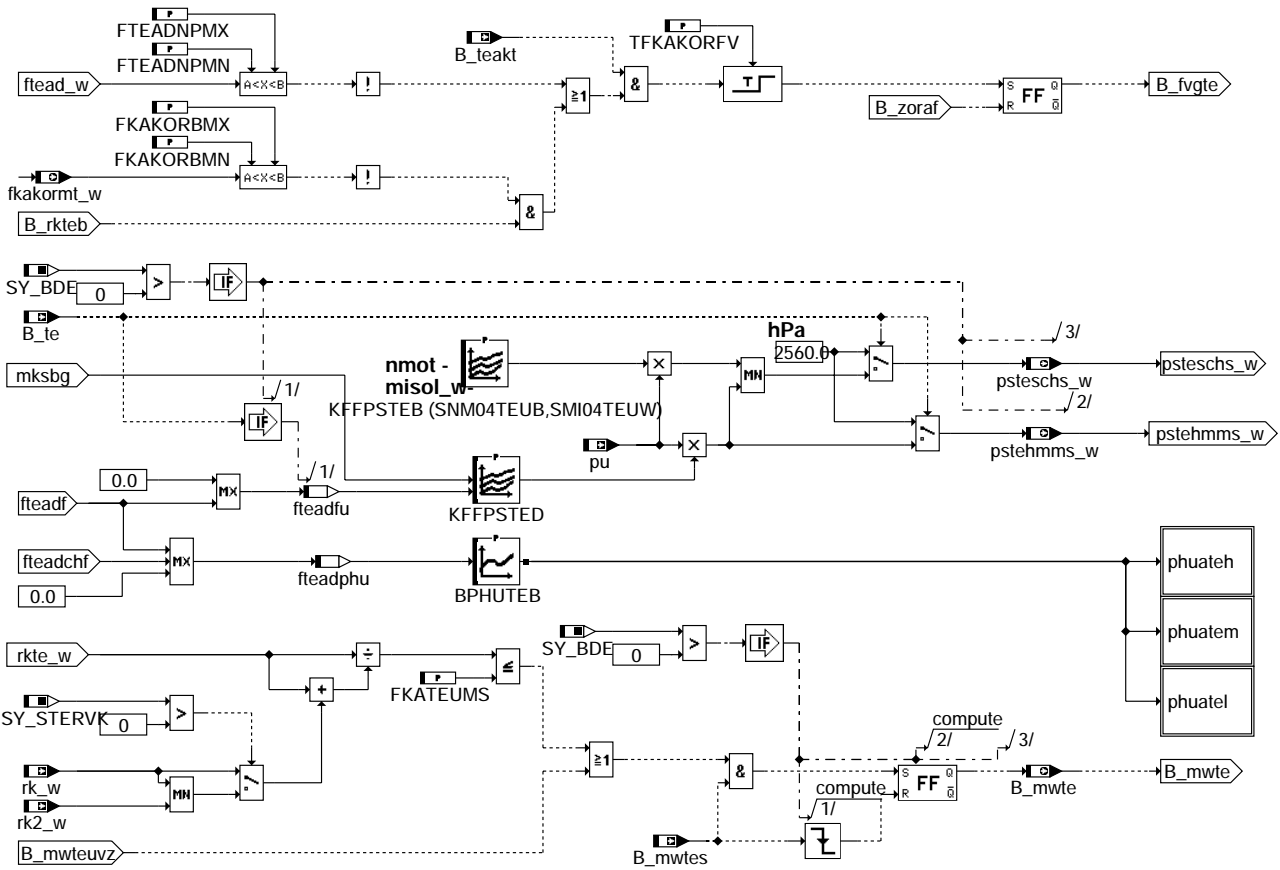 P
FTEADNPMX
P
FTEADNPMN
ftead_w
A<X<B
!
B_teakt
P
TFKAKORFV
≥1
&
T
B_zoraf
S Q
FF
R Q̅
B_fvgte
P
FKAKORBMX
P
FKAKORBMN
fkakormt_w
A<X<B
!
B_rkteb
&
SY_BDE
0
>
IF
B_te
mksbg
1/
IF
1/
nmot -
misol_w-
P
KFFPSTEB (SNM04TEUB,SMI04TEUW)
×
MN
hPa
2560.0
3/
psteschs_w
psteschs_w
2/
pstehmms_w
pstehmms_w
pu
×
0.0
fteadf
MX
fteadfu
P
KFFPSTED
fteadchf
0.0
MX
fteadphu
P
BPHUTEB
phuateh
phuatem
phuatel
rkte_w
÷
P
FKATEUMS
≤
SY_BDE
0
>
IF
SY_STERVK
0
>
+
rk_w
rk2_w
MN
≥1
&
compute
2/
3/
S Q
FF
R Q̅
B_mwte
B_mwte
compute
1/
B_mwtes
B_mwteuvz